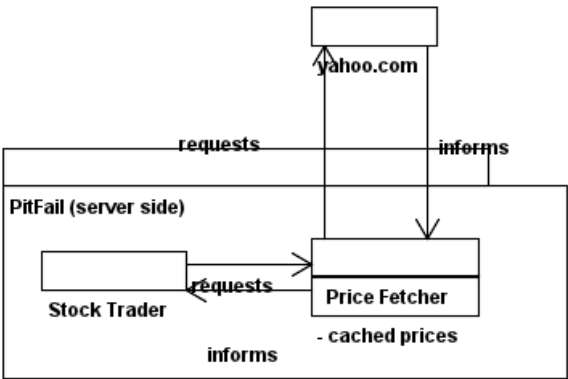 yahoo.com
requests
informs
PitFail (server side)
requests
Price Fetcher
Stock Trader
- cached prices
informs